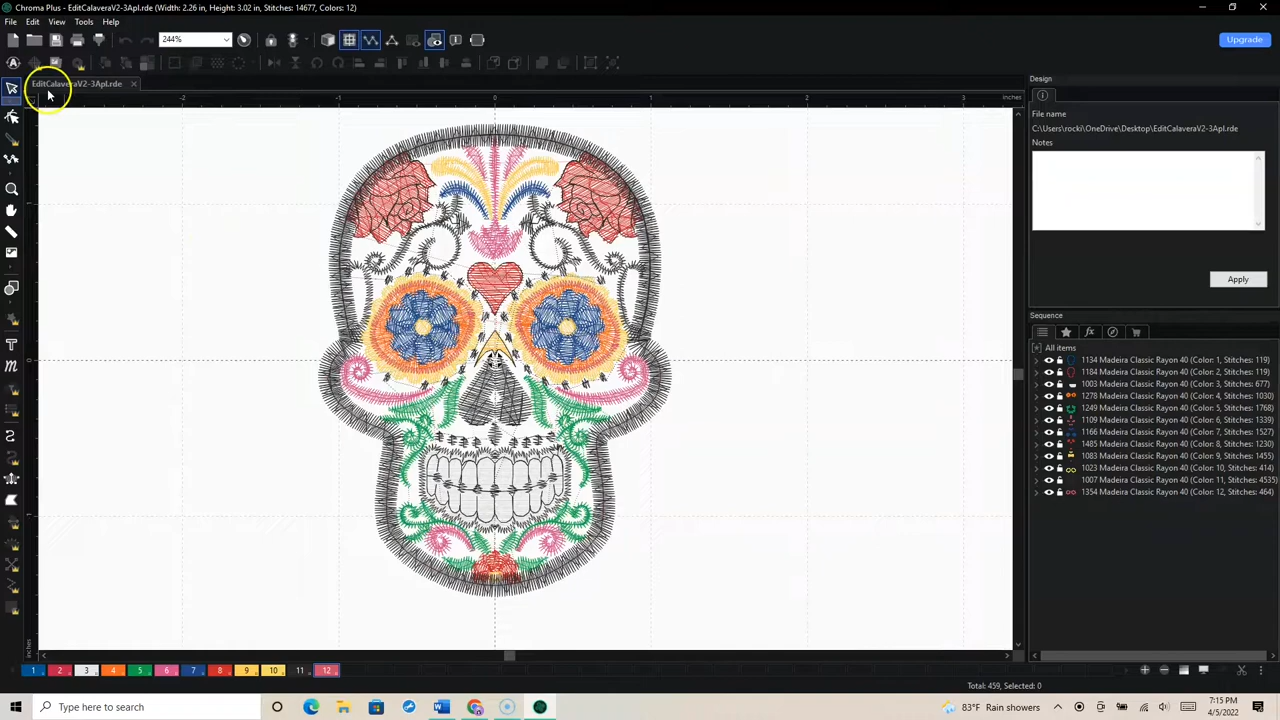 Chroma Plus - EditCalaveraV2-3Apl.rde (Width: 2.26 in, Height: 3.02 in, Stitches: 14677, Colors: 12)
File Edit View Tools Help
244%
Upgrade
EditCalaveraV2-3Apl.rde
-2 -1 0 1 2 3 inches
Design
File name
C:\Users\rocki\OneDrive\Desktop\EditCalaveraV2-3Apl.rde
Notes
Apply
Sequence
All items
1134 Madeira Classic Rayon 40 (Color: 1, Stitches: 119)
1184 Madeira Classic Rayon 40 (Color: 2, Stitches: 119)
1003 Madeira Classic Rayon 40 (Color: 3, Stitches: 677)
1278 Madeira Classic Rayon 40 (Color: 4, Stitches: 1030)
1249 Madeira Classic Rayon 40 (Color: 5, Stitches: 1768)
1109 Madeira Classic Rayon 40 (Color: 6, Stitches: 1339)
1166 Madeira Classic Rayon 40 (Color: 7, Stitches: 1527)
1485 Madeira Classic Rayon 40 (Color: 8, Stitches: 1230)
1083 Madeira Classic Rayon 40 (Color: 9, Stitches: 1455)
1023 Madeira Classic Rayon 40 (Color: 10, Stitches: 414)
1007 Madeira Classic Rayon 40 (Color: 11, Stitches: 4535)
1354 Madeira Classic Rayon 40 (Color: 12, Stitches: 464)
inches
1 2 3 4 5 6 7 8 9 10 11 12
Total: 459, Selected: 0
Type here to search
83°F Rain showers
7:15 PM
4/5/2022